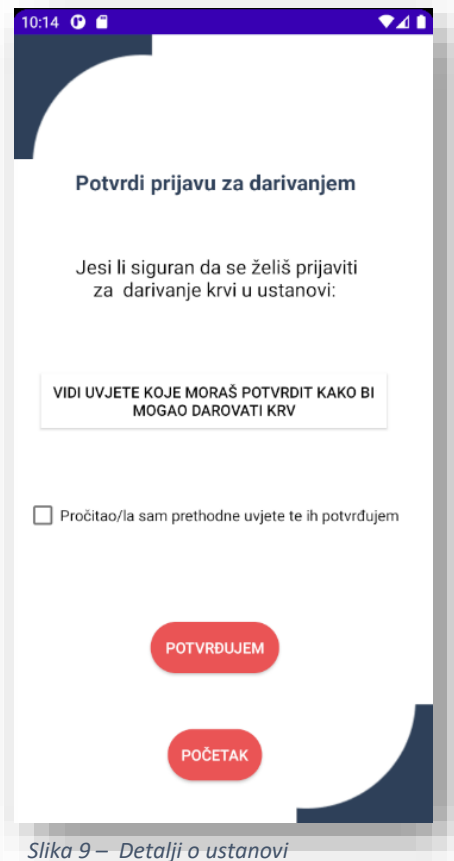 10:14
Potvrdi prijavu za darivanjem
Jesi li siguran da se želiš prijaviti
za darivanje krvi u ustanovi:
VIDI UVJETE KOJE MORAŠ POTVRDIT KAKO BI
MOGAO DAROVATI KRV
Pročitao/la sam prethodne uvjete te ih potvrđujem
POTVRĐUJEM
POČETAK
Slika 9 – Detalji o ustanovi